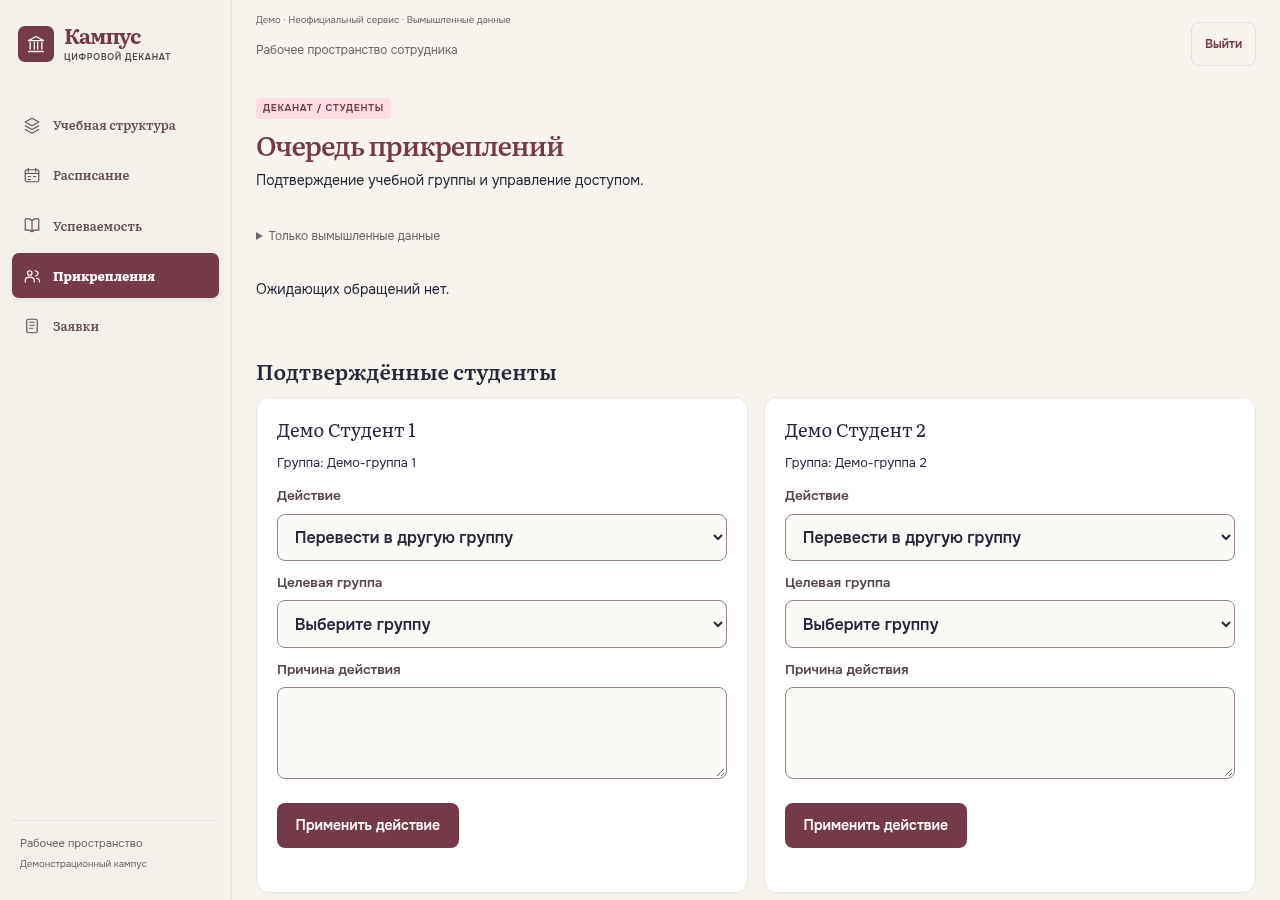 Кампус
ЦИФРОВОЙ ДЕКАНАТ
Учебная структура
Расписание
Успеваемость
Прикрепления
Заявки
Рабочее пространство
Демонстрационный кампус
Демо · Неофициальный сервис · Вымышленные данные
Рабочее пространство сотрудника
Выйти
ДЕКАНАТ / СТУДЕНТЫ
Очередь прикреплений
Подтверждение учебной группы и управление доступом.
Только вымышленные данные
Ожидающих обращений нет.
Подтверждённые студенты
Демо Студент 1
Группа: Демо-группа 1
Действие
Перевести в другую группу
Целевая группа
Выберите группу
Причина действия
Применить действие
Демо Студент 2
Группа: Демо-группа 2
Действие
Перевести в другую группу
Целевая группа
Выберите группу
Причина действия
Применить действие